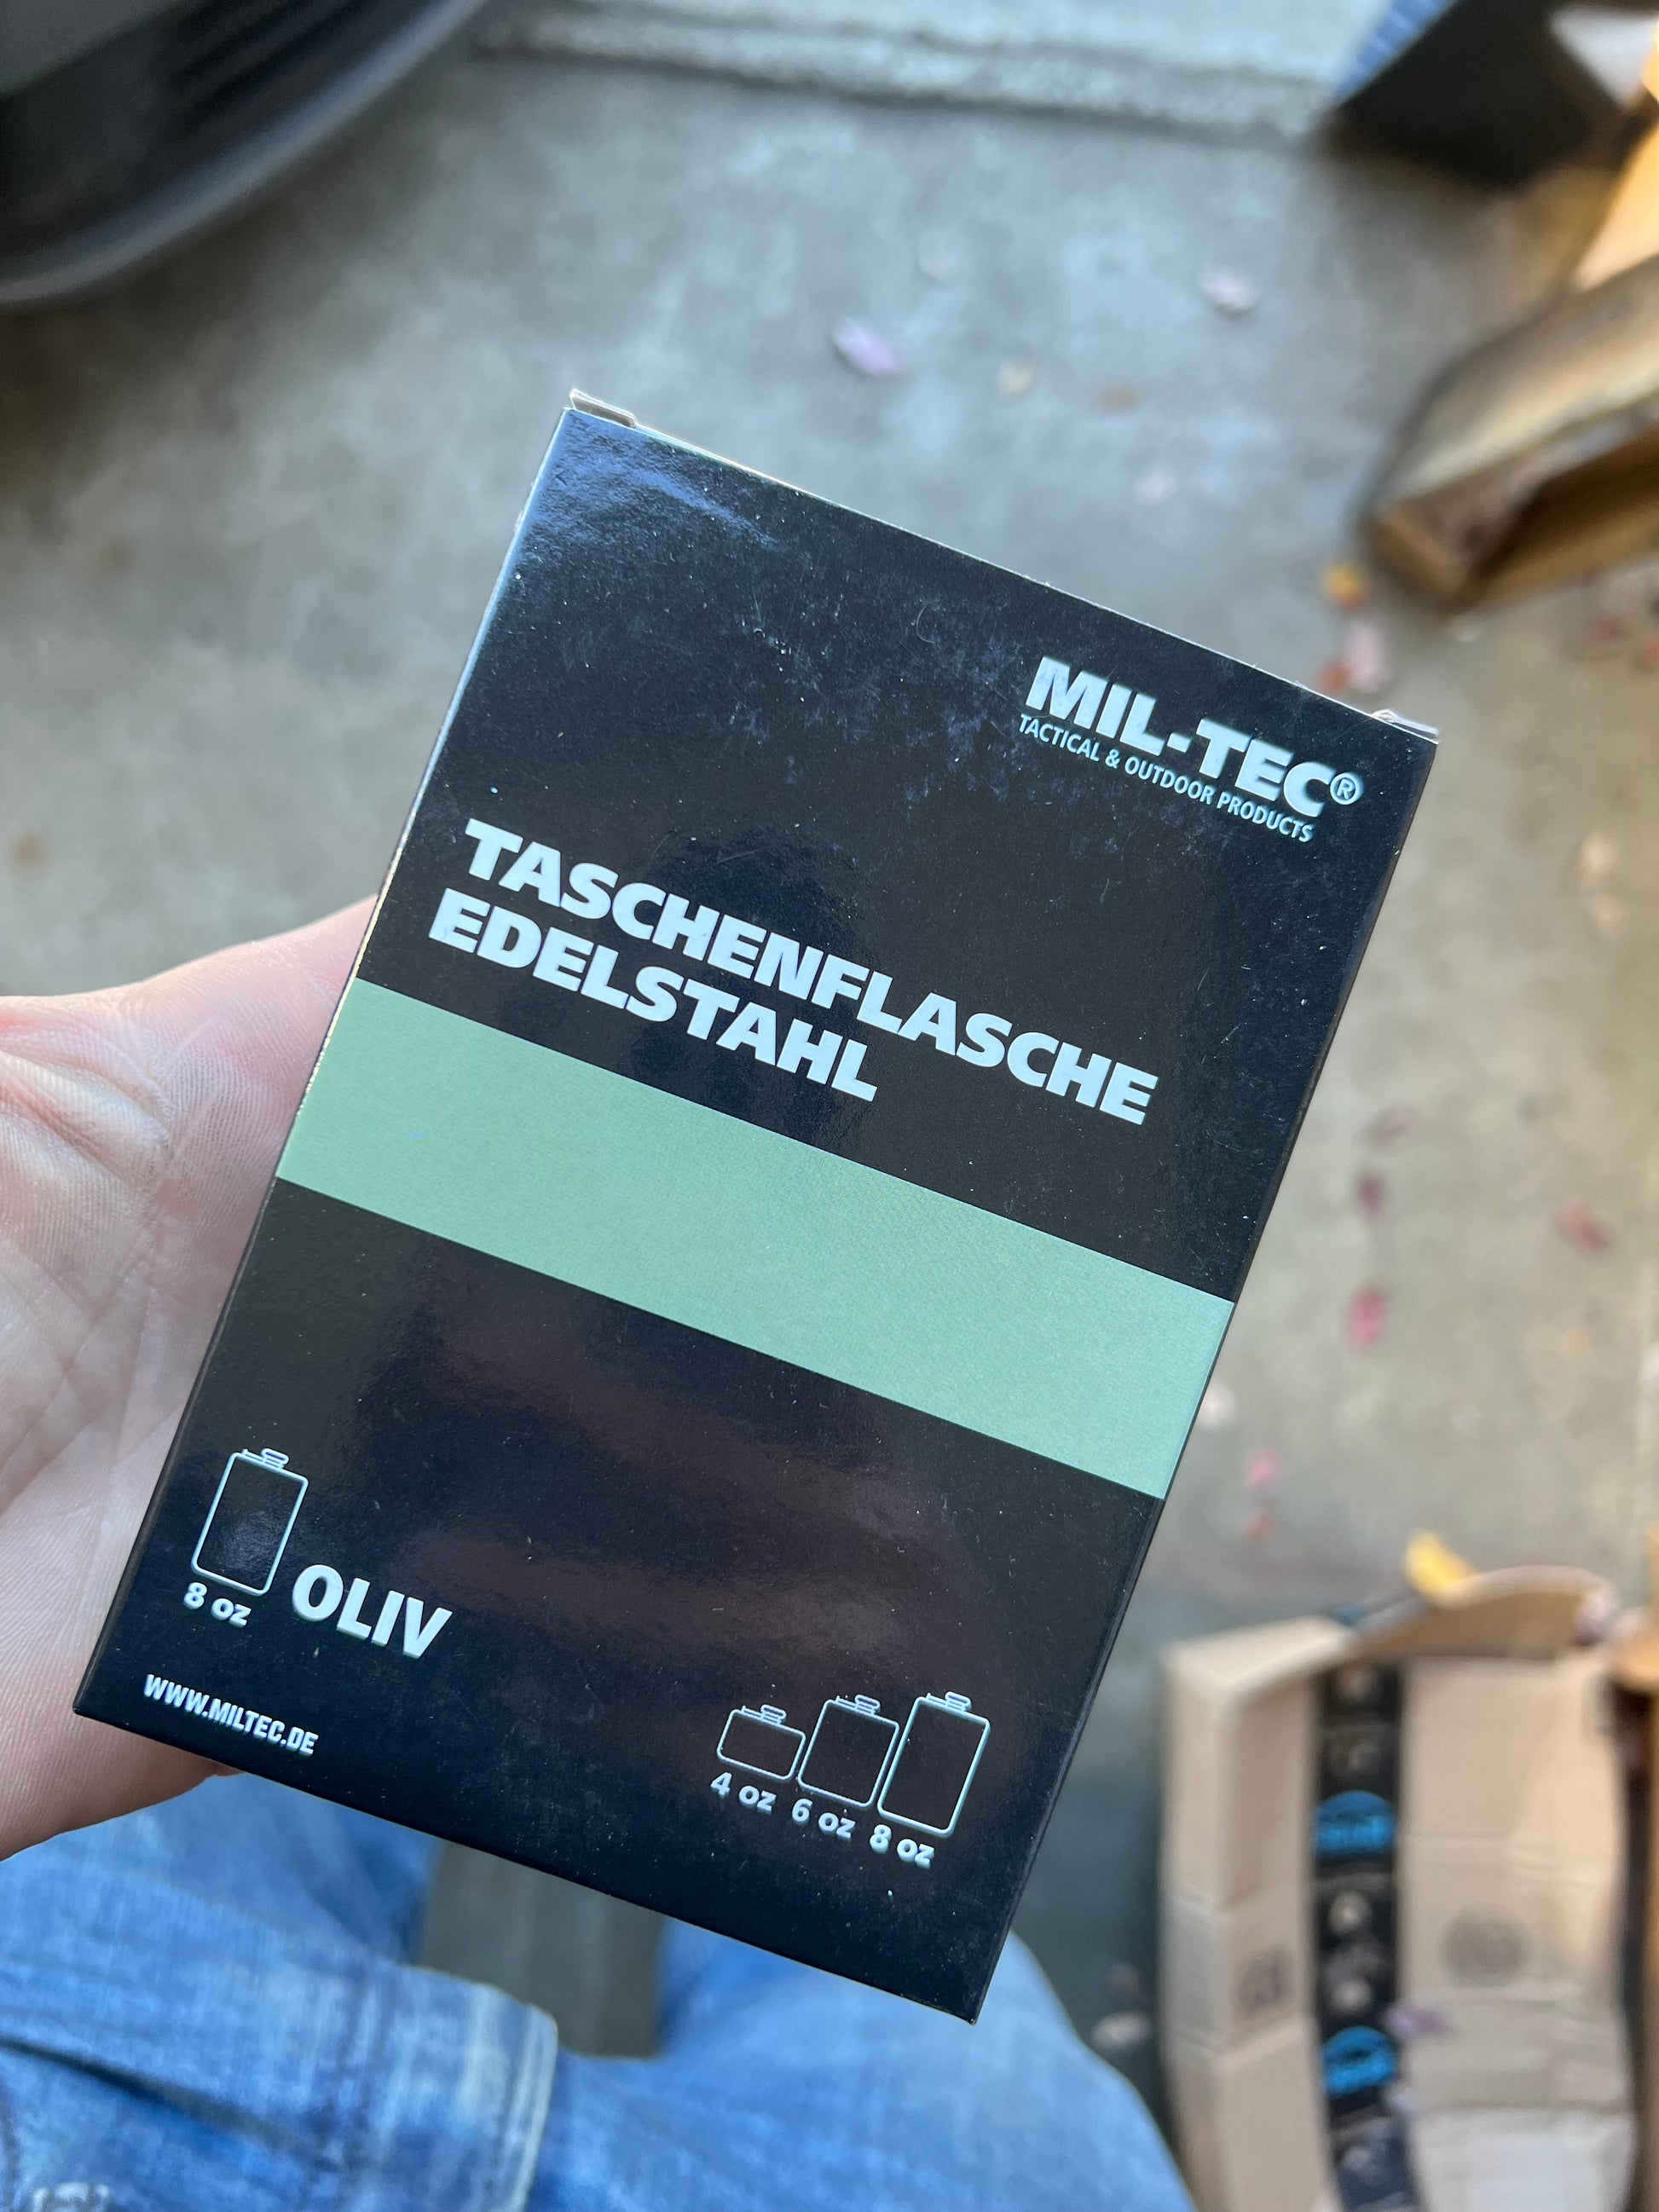 MIL-TEC®
TACTICAL & OUTDOOR PRODUCTS
TASCHENFLASCHE
EDELSTAHL
8 oz
OLIV
WWW.MILTEC.DE
4 oz 6 oz 8 oz